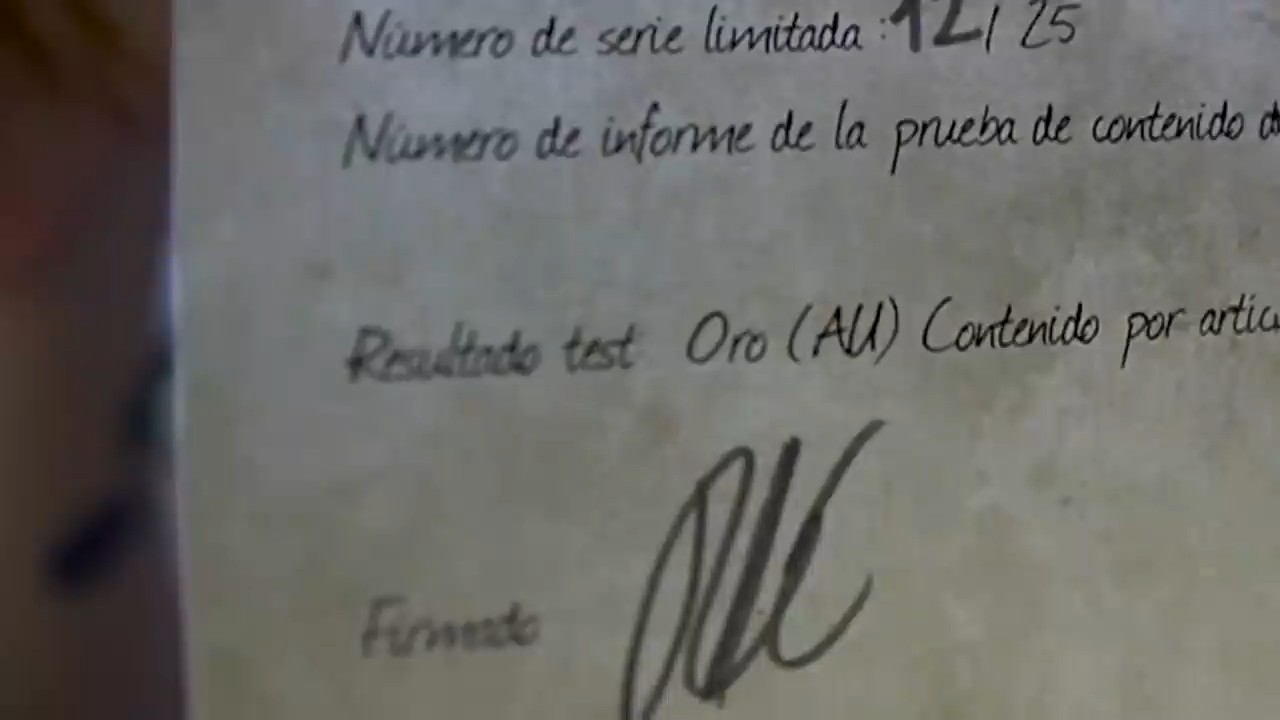 Número de serie limitada : 12/ 25
Número de informe de la prueba de contenido d
Resultado test Oro (AU) Contenido por articu
Firmado